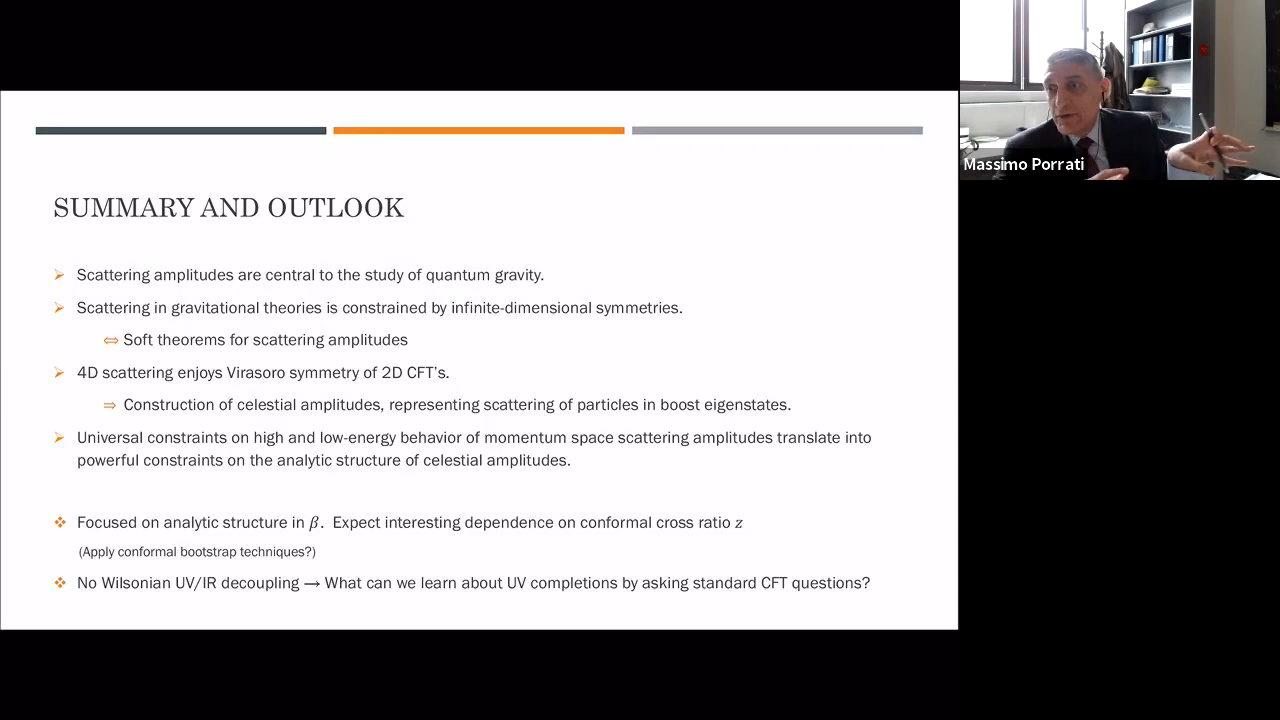 SUMMARY AND OUTLOOK
➢ Scattering amplitudes are central to the study of quantum gravity.
➢ Scattering in gravitational theories is constrained by infinite-dimensional symmetries.
⇔ Soft theorems for scattering amplitudes
➢ 4D scattering enjoys Virasoro symmetry of 2D CFT's.
⇒ Construction of celestial amplitudes, representing scattering of particles in boost eigenstates.
➢ Universal constraints on high and low-energy behavior of momentum space scattering amplitudes translate into
powerful constraints on the analytic structure of celestial amplitudes.
❖ Focused on analytic structure in β. Expect interesting dependence on conformal cross ratio z
(Apply conformal bootstrap techniques?)
❖ No Wilsonian UV/IR decoupling → What can we learn about UV completions by asking standard CFT questions?
Massimo Porrati